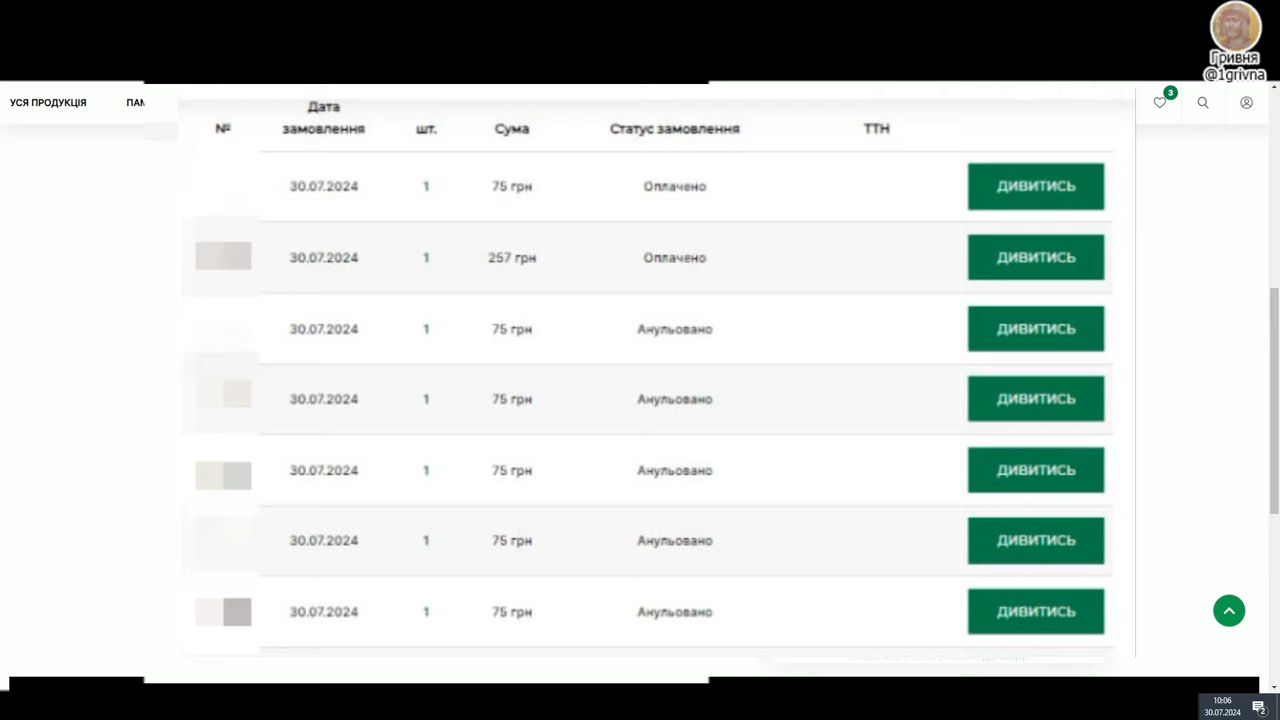 Гривня
@1grivna
УСЯ ПРОДУКЦІЯ ПАМ
3
№ Дата замовлення шт. Сума Статус замовлення ТТН
30.07.2024 1 75 грн Оплачено ДИВИТИСЬ
30.07.2024 1 257 грн Оплачено ДИВИТИСЬ
30.07.2024 1 75 грн Анульовано ДИВИТИСЬ
30.07.2024 1 75 грн Анульовано ДИВИТИСЬ
30.07.2024 1 75 грн Анульовано ДИВИТИСЬ
30.07.2024 1 75 грн Анульовано ДИВИТИСЬ
30.07.2024 1 75 грн Анульовано ДИВИТИСЬ
10:06
30.07.2024
2